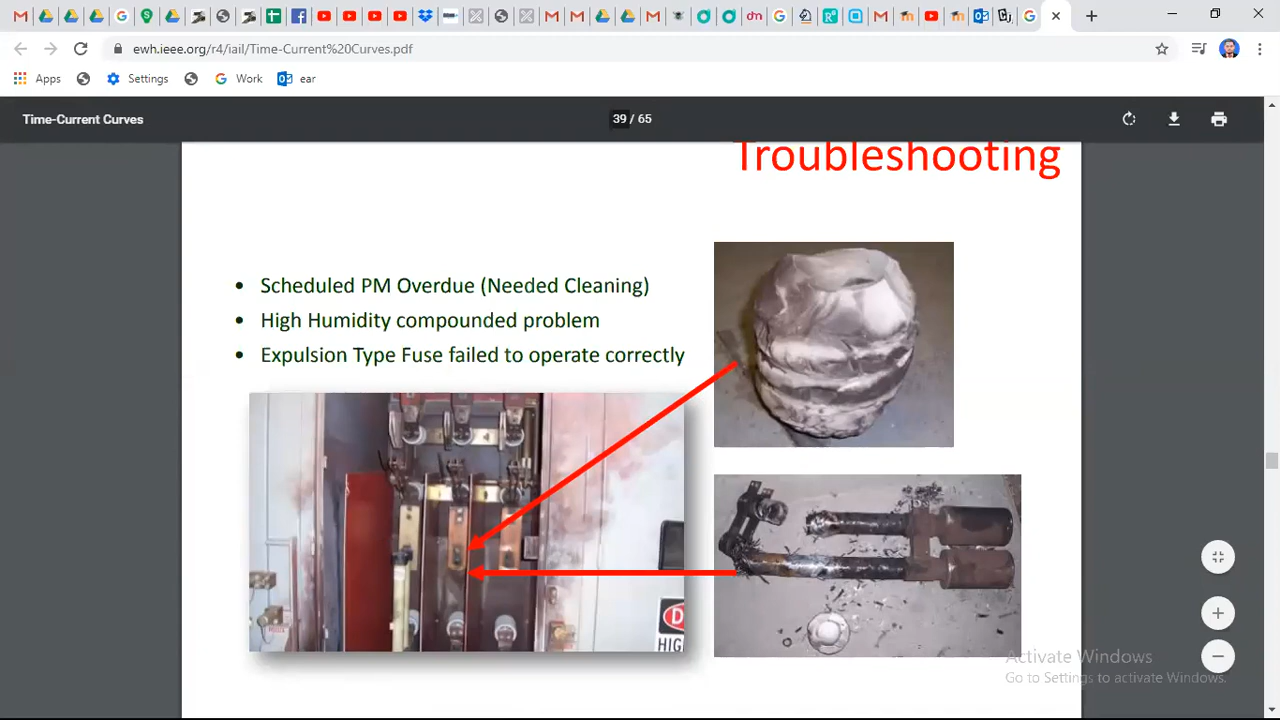 ewh.ieee.org/r4/iail/Time-Current%20Curves.pdf
Apps
Settings
Work
ear
Time-Current Curves
39 / 65
Troubleshooting
• Scheduled PM Overdue (Needed Cleaning)
• High Humidity compounded problem
• Expulsion Type Fuse failed to operate correctly
D
HIG
Activate Windows
Go to Settings to activate Windows.